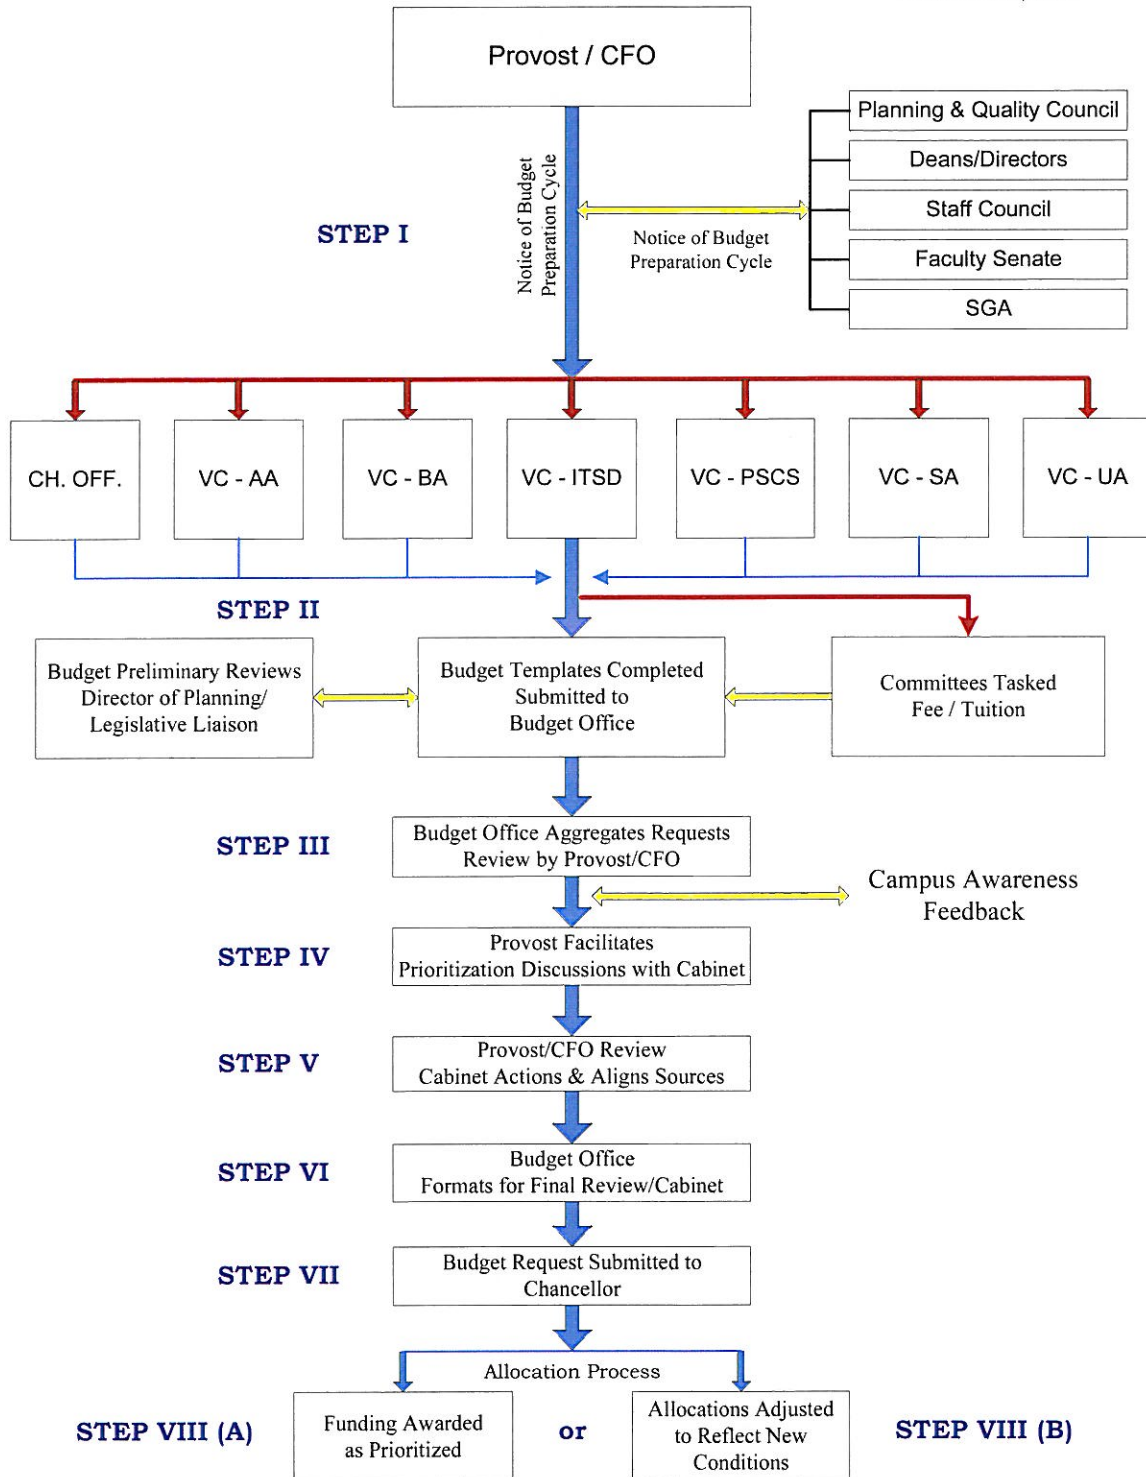 Provost / CFO
Planning & Quality Council
Deans/Directors
Staff Council
Faculty Senate
SGA
Notice of Budget
Preparation Cycle
Notice of Budget
Preparation Cycle
STEP I
CH. OFF.
VC - AA
VC - BA
VC - ITSD
VC - PSCS
VC - SA
VC - UA
STEP II
Budget Preliminary Reviews
Director of Planning/
Legislative Liaison
Budget Templates Completed
Submitted to
Budget Office
Committees Tasked
Fee / Tuition
STEP III
Budget Office Aggregates Requests
Review by Provost/CFO
Campus Awareness
Feedback
STEP IV
Provost Facilitates
Prioritization Discussions with Cabinet
STEP V
Provost/CFO Review
Cabinet Actions & Aligns Sources
STEP VI
Budget Office
Formats for Final Review/Cabinet
STEP VII
Budget Request Submitted to
Chancellor
Allocation Process
STEP VIII (A)
Funding Awarded
as Prioritized
or
Allocations Adjusted
to Reflect New
Conditions
STEP VIII (B)